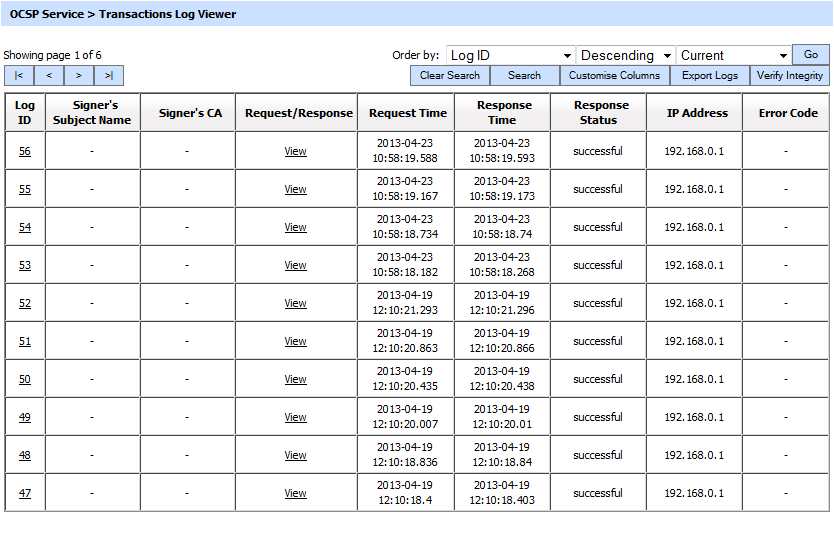 OCSP Service > Transactions Log Viewer
Showing page 1 of 6
Order by: Log ID Descending Current Go
|< < > >| Clear Search Search Customise Columns Export Logs Verify Integrity
Log ID Signer's Subject Name Signer's CA Request/Response Request Time Response Time Response Status IP Address Error Code
56 - - View 2013-04-23 10:58:19.588 2013-04-23 10:58:19.593 successful 192.168.0.1 -
55 - - View 2013-04-23 10:58:19.167 2013-04-23 10:58:19.173 successful 192.168.0.1 -
54 - - View 2013-04-23 10:58:18.734 2013-04-23 10:58:18.74 successful 192.168.0.1 -
53 - - View 2013-04-23 10:58:18.182 2013-04-23 10:58:18.268 successful 192.168.0.1 -
52 - - View 2013-04-19 12:10:21.293 2013-04-19 12:10:21.296 successful 192.168.0.1 -
51 - - View 2013-04-19 12:10:20.863 2013-04-19 12:10:20.866 successful 192.168.0.1 -
50 - - View 2013-04-19 12:10:20.435 2013-04-19 12:10:20.438 successful 192.168.0.1 -
49 - - View 2013-04-19 12:10:20.007 2013-04-19 12:10:20.01 successful 192.168.0.1 -
48 - - View 2013-04-19 12:10:18.836 2013-04-19 12:10:18.84 successful 192.168.0.1 -
47 - - View 2013-04-19 12:10:18.4 2013-04-19 12:10:18.403 successful 192.168.0.1 -